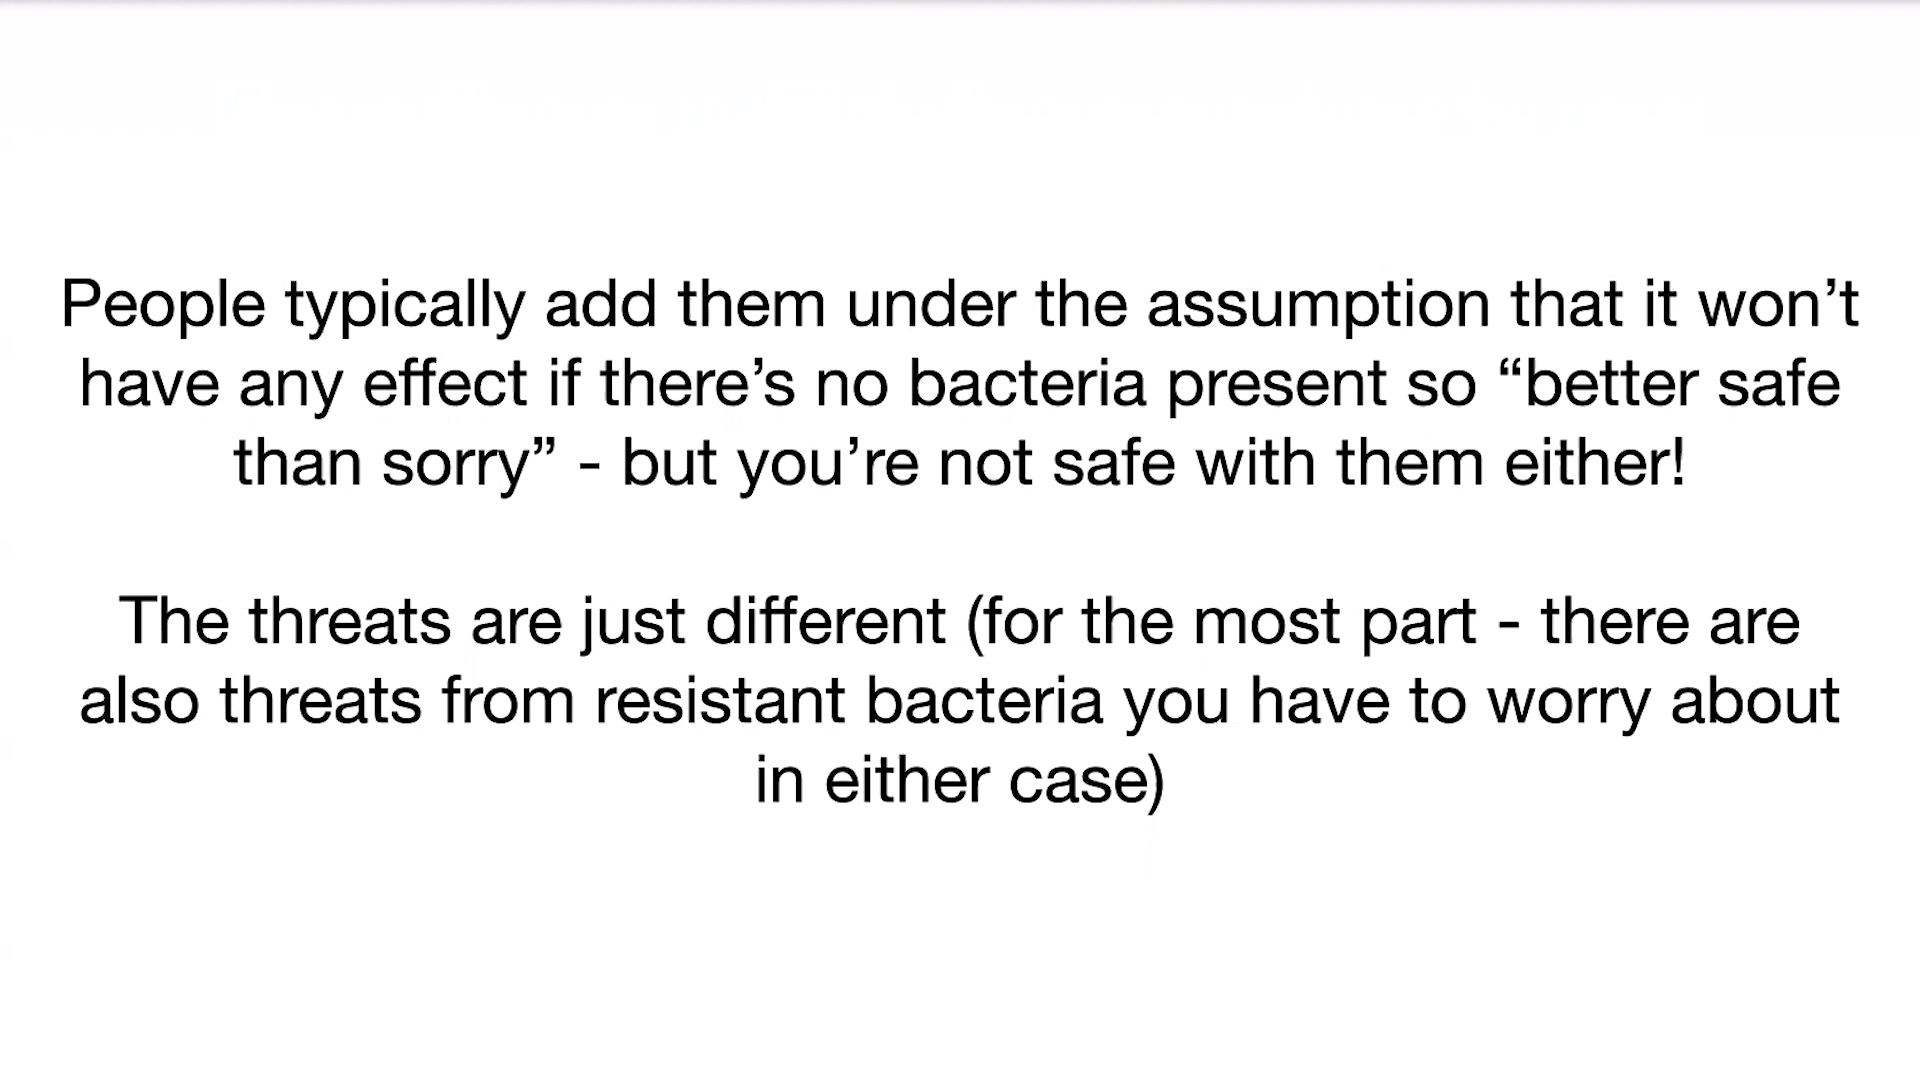 People typically add them under the assumption that it won’t
have any effect if there’s no bacteria present so “better safe
than sorry” - but you’re not safe with them either!
The threats are just different (for the most part - there are
also threats from resistant bacteria you have to worry about
in either case)